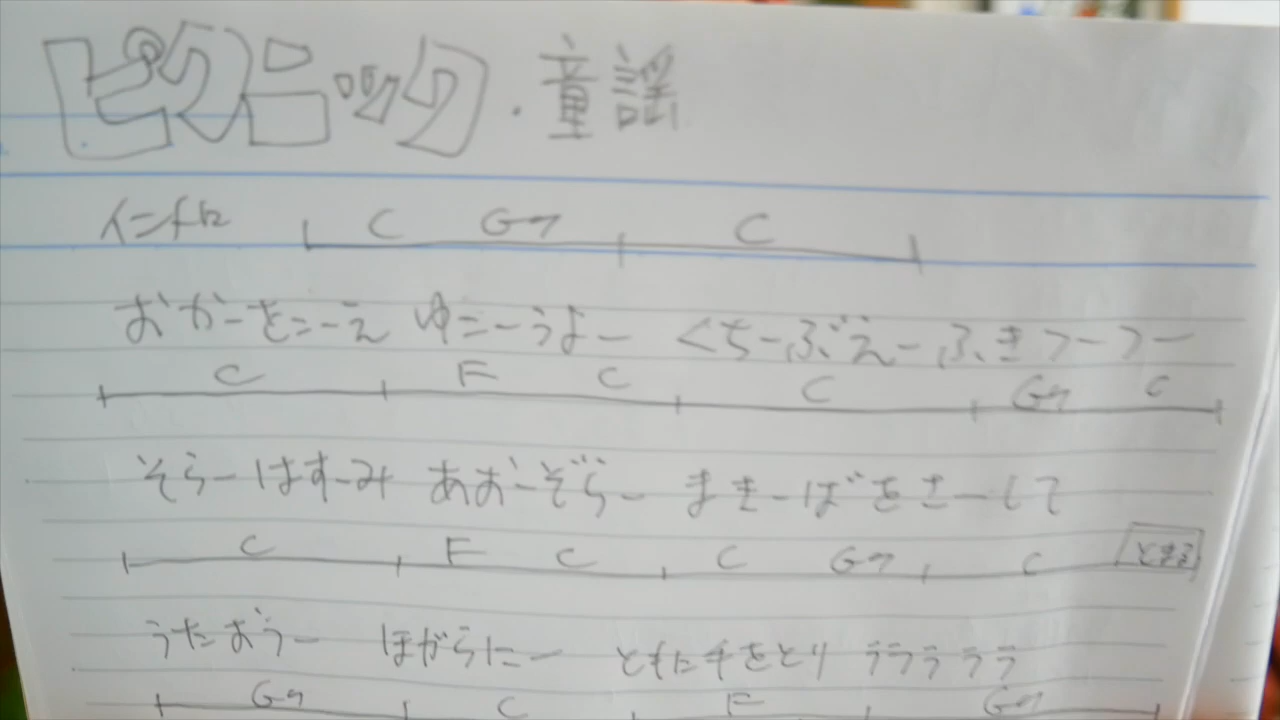 ピクニック・童謡
イントロ C G7 C
おかーをこーえ ゆこーうよー くちーぶえーふきつーつー
C F C C G7 C
そらーはすーみ あおーぞらー まきーばをさーして
C F C C G7 C とまる
うたおうー ほがらにー ともに手をとり ラララララ
G7 C F G7